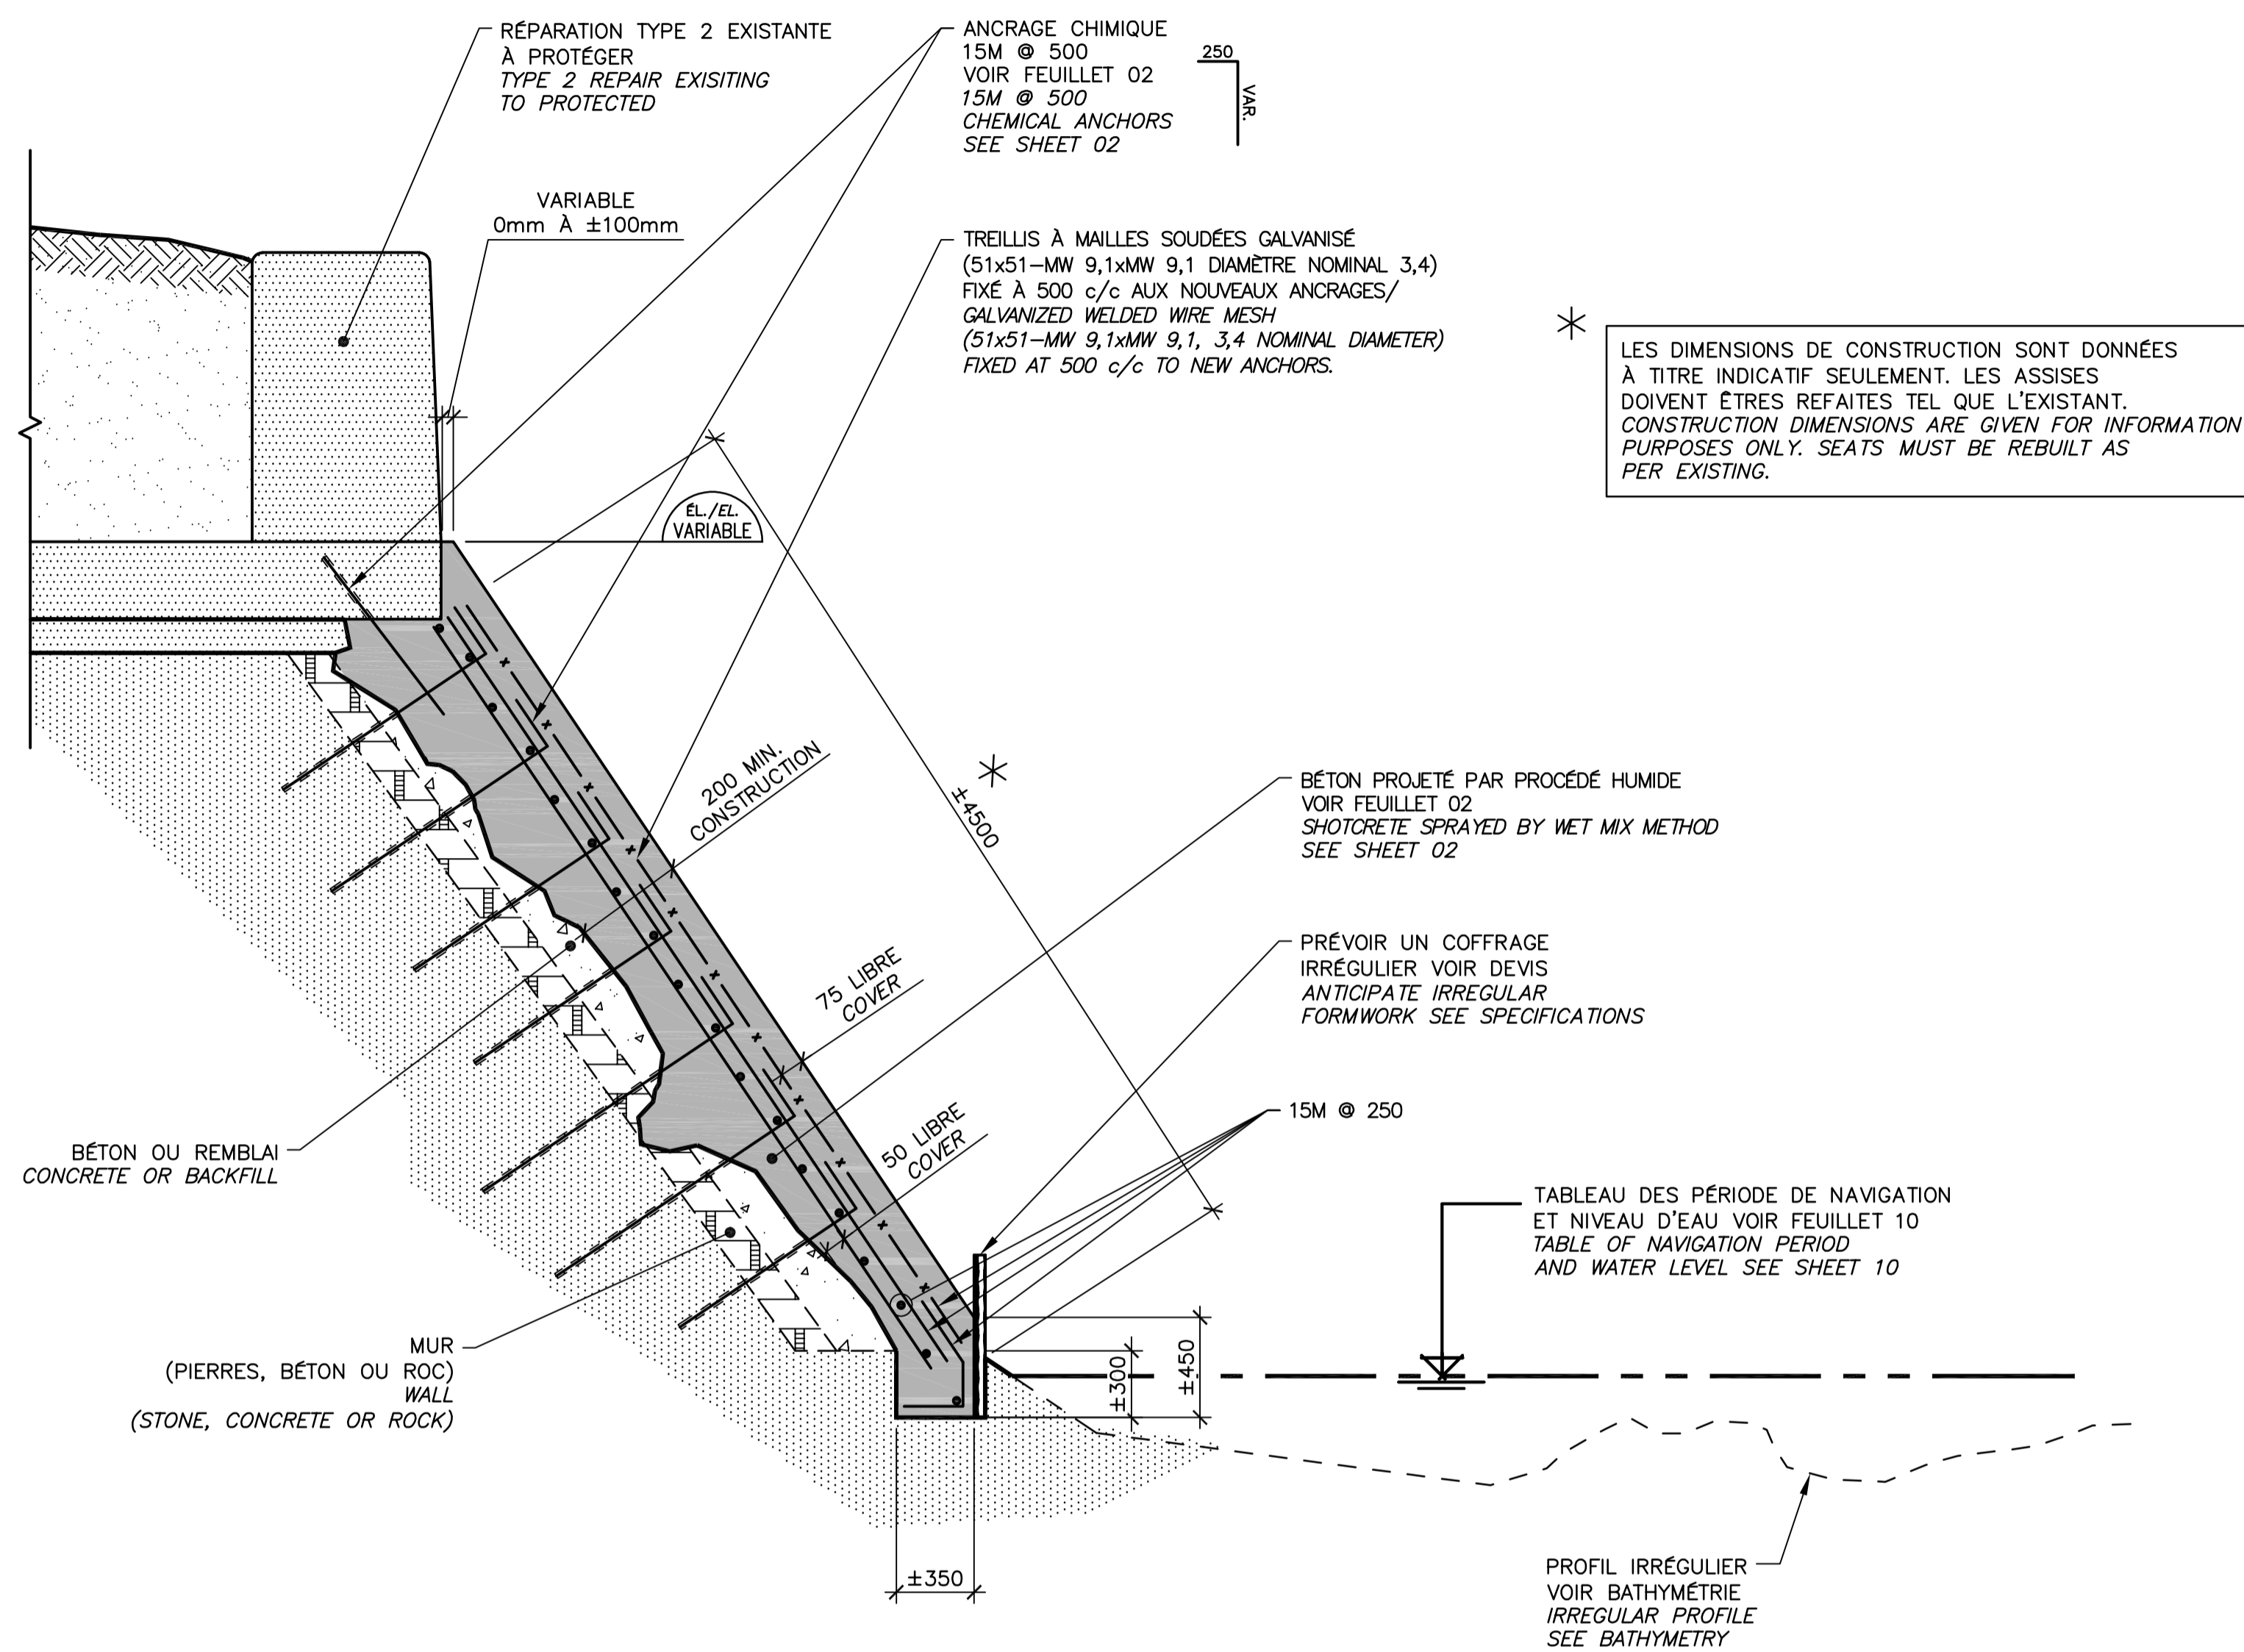 RÉPARATION TYPE 2 EXISTANTE
À PROTÉGER
TYPE 2 REPAIR EXISITING
TO PROTECTED
ANCRAGE CHIMIQUE
15M @ 500
VOIR FEUILLET 02
15M @ 500
CHEMICAL ANCHORS
SEE SHEET 02
250
VAR.
VARIABLE
0mm À ±100mm
TREILLIS À MAILLES SOUDÉES GALVANISÉ
(51x51-MW 9,1xMW 9,1 DIAMÈTRE NOMINAL 3,4)
FIXÉ À 500 c/c AUX NOUVEAUX ANCRAGES/
GALVANIZED WELDED WIRE MESH
(51x51-MW 9,1xMW 9,1, 3,4 NOMINAL DIAMETER)
FIXED AT 500 c/c TO NEW ANCHORS.
LES DIMENSIONS DE CONSTRUCTION SONT DONNÉES
À TITRE INDICATIF SEULEMENT. LES ASSISES
DOIVENT ÊTRES REFAITES TEL QUE L'EXISTANT.
CONSTRUCTION DIMENSIONS ARE GIVEN FOR INFORMATION
PURPOSES ONLY. SEATS MUST BE REBUILT AS
PER EXISTING.
ÉL./EL.
VARIABLE
200 MIN.
CONSTRUCTION
±4500
BÉTON PROJETÉ PAR PROCÉDÉ HUMIDE
VOIR FEUILLET 02
SHOTCRETE SPRAYED BY WET MIX METHOD
SEE SHEET 02
75 LIBRE
COVER
PRÉVOIR UN COFFRAGE
IRRÉGULIER VOIR DEVIS
ANTICIPATE IRREGULAR
FORMWORK SEE SPECIFICATIONS
50 LIBRE
COVER
15M @ 250
BÉTON OU REMBLAI
CONCRETE OR BACKFILL
TABLEAU DES PÉRIODE DE NAVIGATION
ET NIVEAU D'EAU VOIR FEUILLET 10
TABLE OF NAVIGATION PERIOD
AND WATER LEVEL SEE SHEET 10
MUR
(PIERRES, BÉTON OU ROC)
WALL
(STONE, CONCRETE OR ROCK)
±300
±450
±350
PROFIL IRRÉGULIER
VOIR BATHYMÉTRIE
IRREGULAR PROFILE
SEE BATHYMETRY